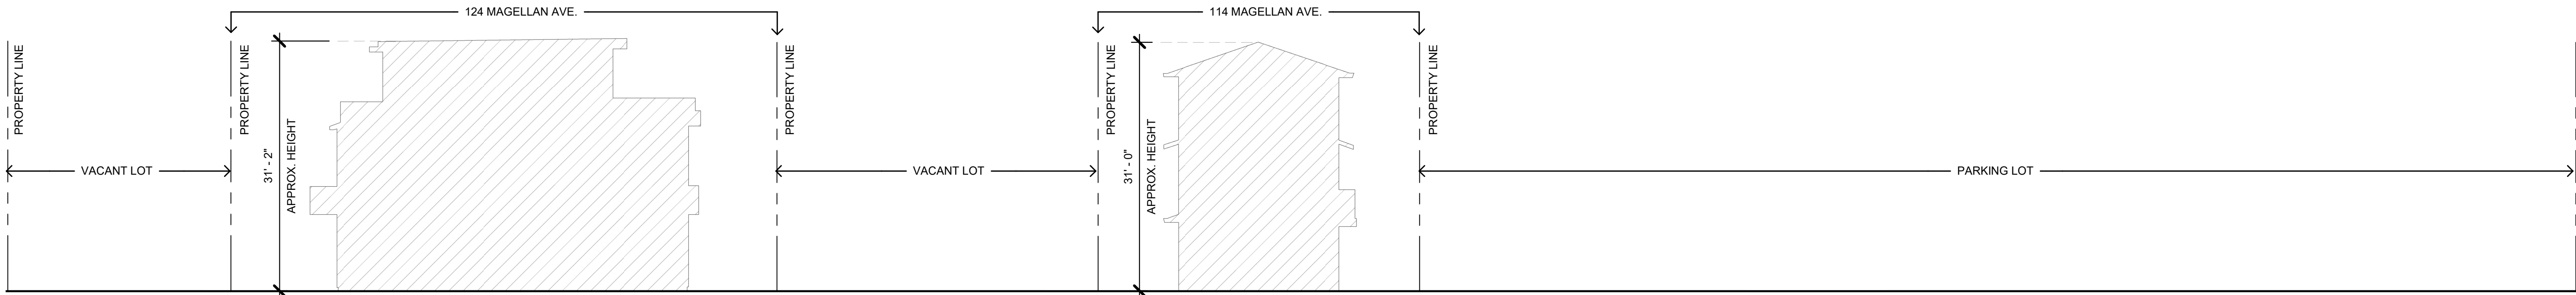 124 MAGELLAN AVE.
114 MAGELLAN AVE.
PROPERTY LINE
PROPERTY LINE
31' - 2"
APPROX. HEIGHT
PROPERTY LINE
PROPERTY LINE
31' - 0"
APPROX. HEIGHT
PROPERTY LINE
VACANT LOT
VACANT LOT
PARKING LOT